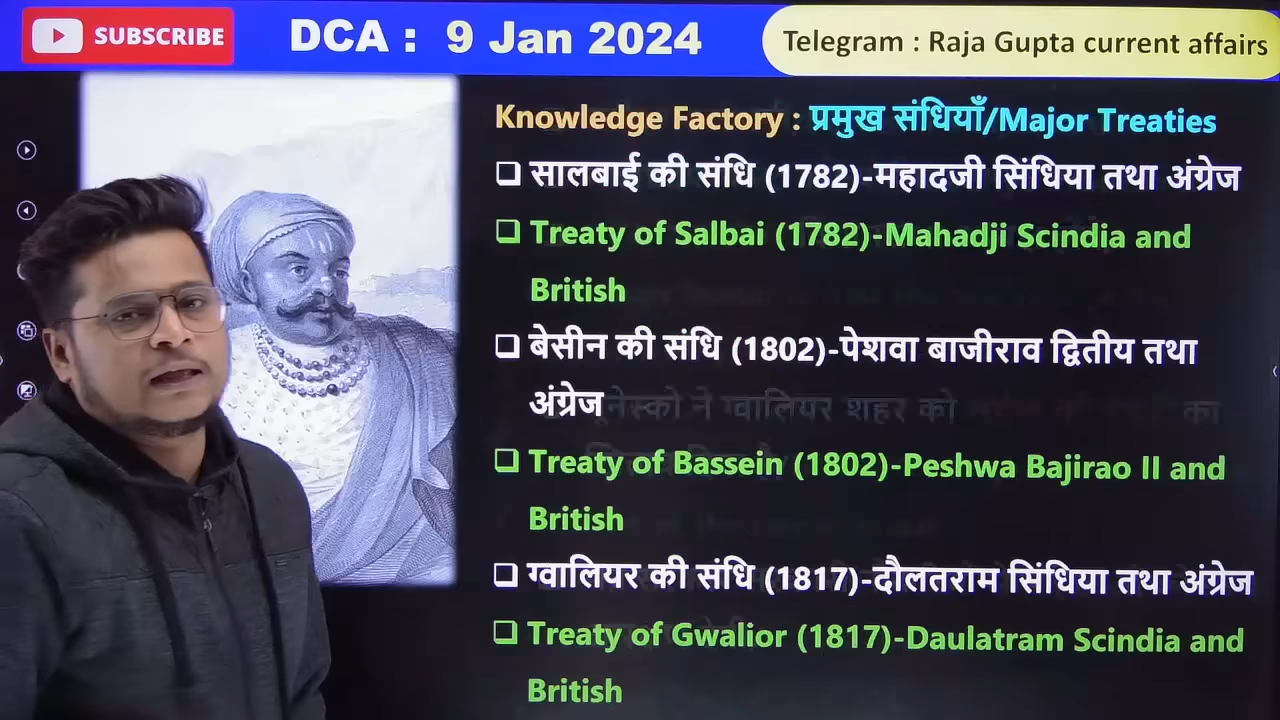 SUBSCRIBE
DCA : 9 Jan 2024
Telegram : Raja Gupta current affairs
Knowledge Factory : प्रमुख संधियाँ/Major Treaties
❑ सालबाई की संधि (1782)-महादजी सिंधिया तथा अंग्रेज
❑ Treaty of Salbai (1782)-Mahadji Scindia and
British
❑ बेसीन की संधि (1802)-पेशवा बाजीराव द्वितीय तथा
अंग्रेज
नेस्को ने ग्वालियर शहर को का
❑ Treaty of Bassein (1802)-Peshwa Bajirao II and
British
❑ ग्वालियर की संधि (1817)-दौलतराम सिंधिया तथा अंग्रेज
❑ Treaty of Gwalior (1817)-Daulatram Scindia and
British